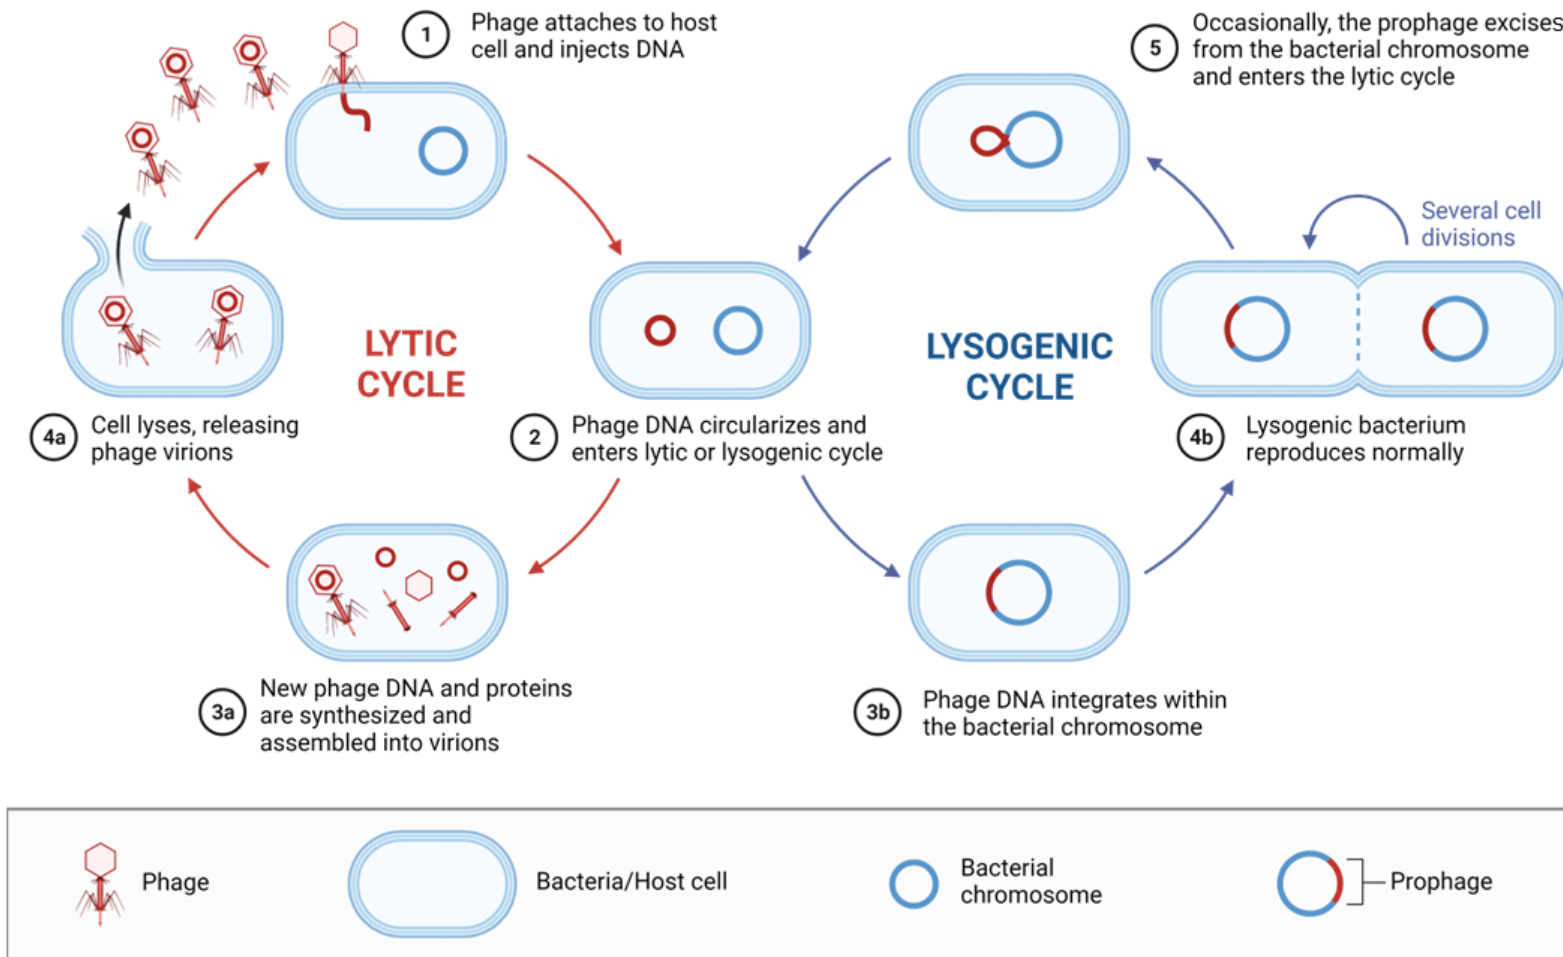 1
Phage attaches to host
cell and injects DNA
5
Occasionally, the prophage excises
from the bacterial chromosome
and enters the lytic cycle
Several cell
divisions
LYTIC
CYCLE
LYSOGENIC
CYCLE
4a
Cell lyses, releasing
phage virions
2
Phage DNA circularizes and
enters lytic or lysogenic cycle
4b
Lysogenic bacterium
reproduces normally
3a
New phage DNA and proteins
are synthesized and
assembled into virions
3b
Phage DNA integrates within
the bacterial chromosome
Phage
Bacteria/Host cell
Bacterial
chromosome
Prophage